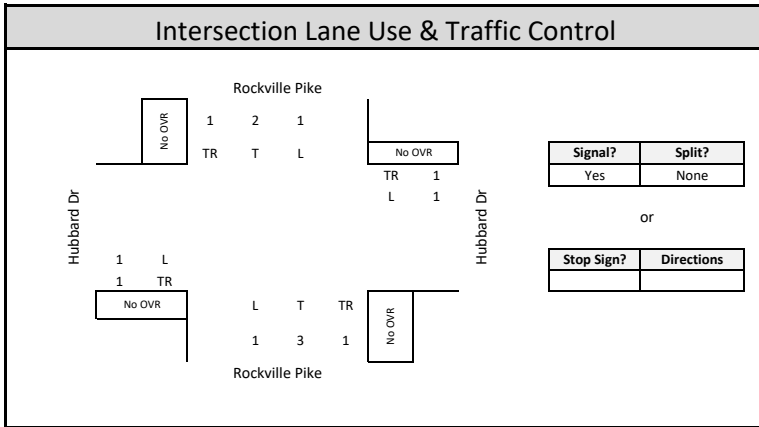 Intersection Lane Use & Traffic Control
Rockville Pike
No OVR
1 2 1
TR T L
No OVR
TR 1
L 1
Hubbard Dr
Hubbard Dr
1 L
1 TR
No OVR
L T TR
1 3 1
No OVR
Rockville Pike
Signal? Split?
Yes None
or
Stop Sign? Directions